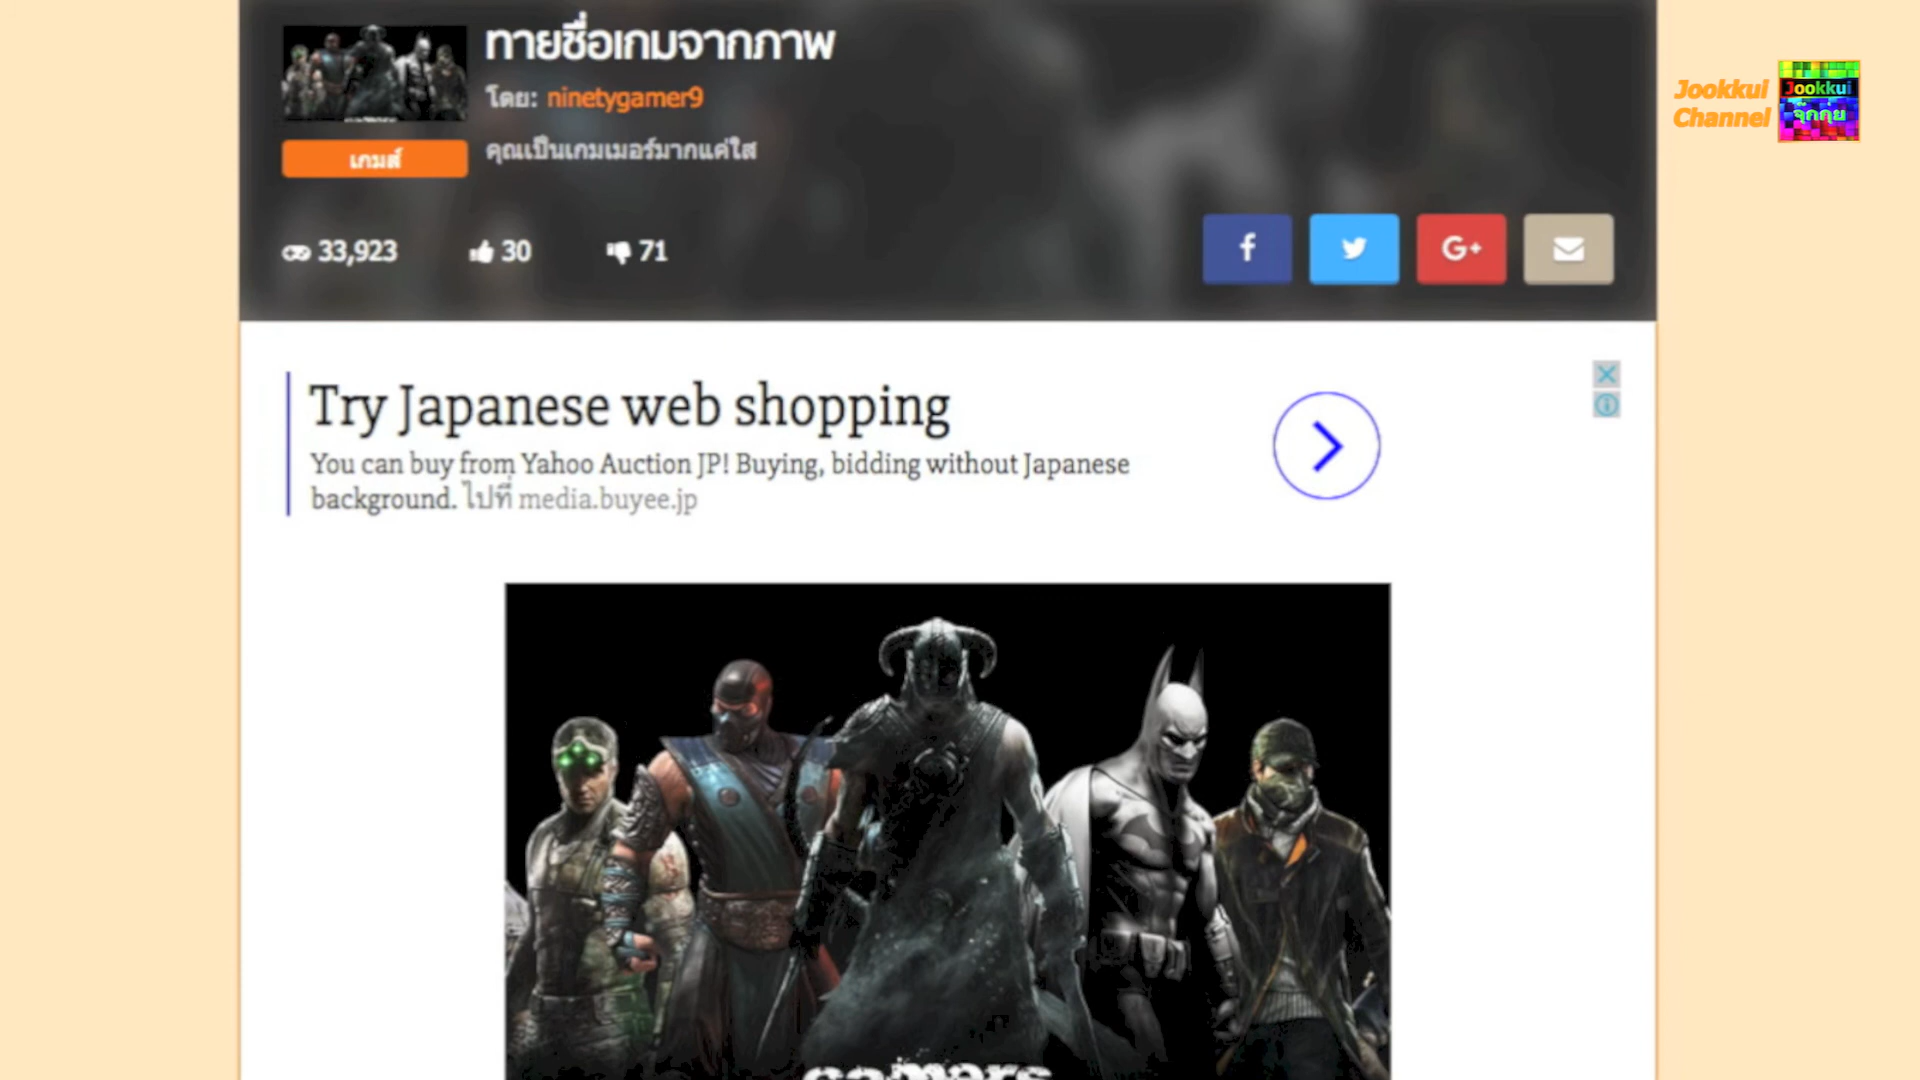 ทายชื่อเกมจากภาพ
โดย: ninetygamer9
เกมส์
คุณเป็นเกมเมอร์มากแค่ใส
33,923
30
71
G+
Jookkui
Channel
Jookkui
จุ๊กกุ่ย
Try Japanese web shopping
You can buy from Yahoo Auction JP! Buying, bidding without Japanese
background. ไปที่ media.buyee.jp
gamers